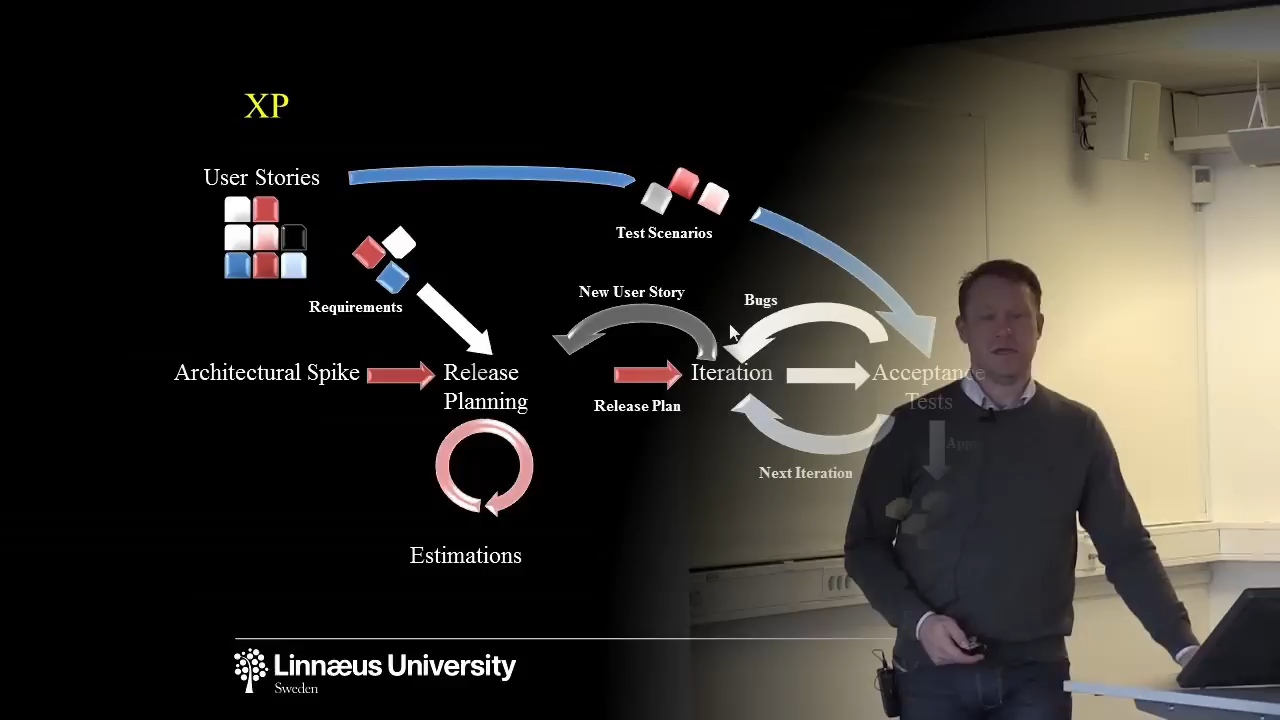 XP
User Stories
Test Scenarios
Requirements
New User Story
Bugs
Architectural Spike
Release
Planning
Release Plan
Iteration
Acceptance
Tests
Next Iteration
Estimations
Linnæus University
Sweden